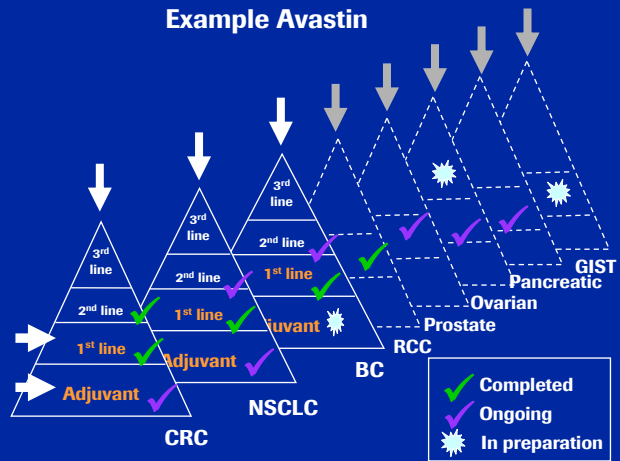 Example Avastin
3rd
line
2nd line
1st line
Adjuvant
CRC
3rd
line
2nd line
1st line
Adjuvant
NSCLC
3rd
line
2nd line
1st line
juvant
BC
RCC
Prostate
Ovarian
Pancreatic
GIST
Completed
Ongoing
In preparation